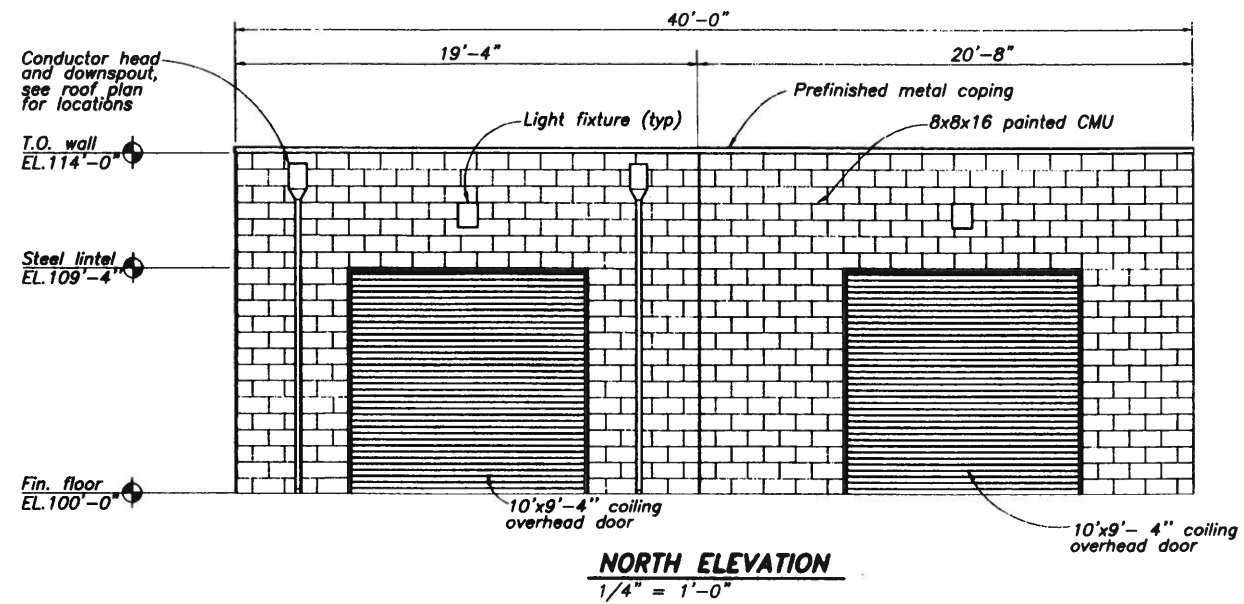 40'-0"
19'-4"
20'-8"
Conductor head
and downspout,
see roof plan
for locations
Prefinished metal coping
Light fixture (typ)
8x8x16 painted CMU
T.O. wall
EL.114'-0"
Steel lintel
EL.109'-4"
Fin. floor
EL.100'-0"
10'x9'-4" coiling
overhead door
10'x9'- 4" coiling
overhead door
NORTH ELEVATION
1/4" = 1'-0"